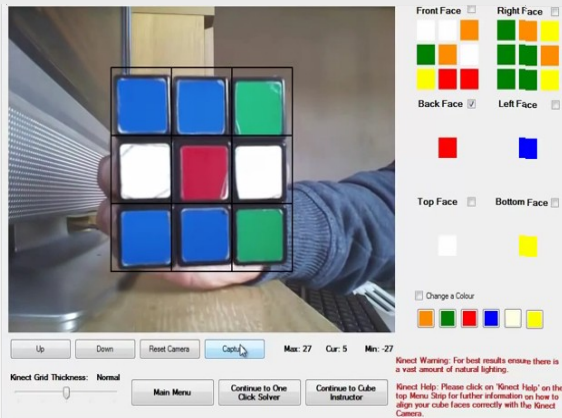 Front Face
Right Face
Back Face
Left Face
Top Face
Bottom Face
Change a Colour
Up
Down
Reset Camera
Captu
Max: 27
Cur: 5
Min: -27
Kinect Grid Thickness:
Normal
Main Menu
Continue to One
Click Solver
Continue to Cube
Instructor
Kinect Warning: For best results ensure there is
a vast amount of natural lighting.
Kinect Help: Please click on 'Kinect Help' on the
top Menu Strip for further information on how to
align your cube faces correctly with the Kinect
Camera.